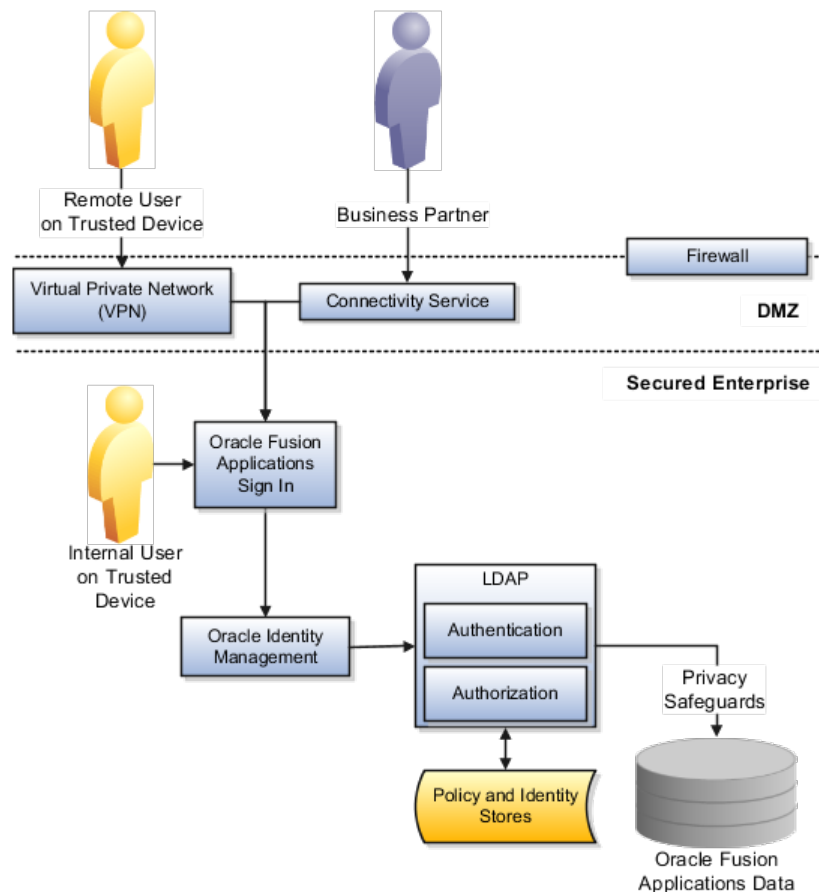 Remote User
on Trusted Device
Business Partner
Firewall
Virtual Private Network
(VPN)
Connectivity Service
DMZ
Secured Enterprise
Oracle Fusion
Applications
Sign In
Internal User
on Trusted
Device
LDAP
Authentication
Oracle Identity
Management
Authorization
Privacy
Safeguards
Policy and Identity
Stores
Oracle Fusion
Applications Data